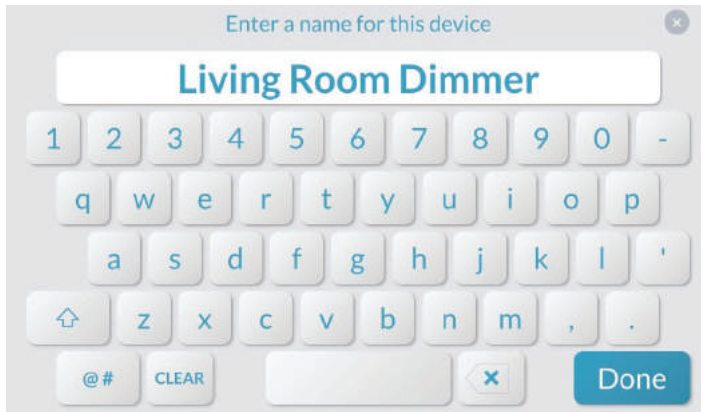 Enter a name for this device
Living Room Dimmer
1 2 3 4 5 6 7 8 9 0 -
q w e r t y u i o p
a s d f g h j k l '
z x c v b n m , .
@ # CLEAR Done